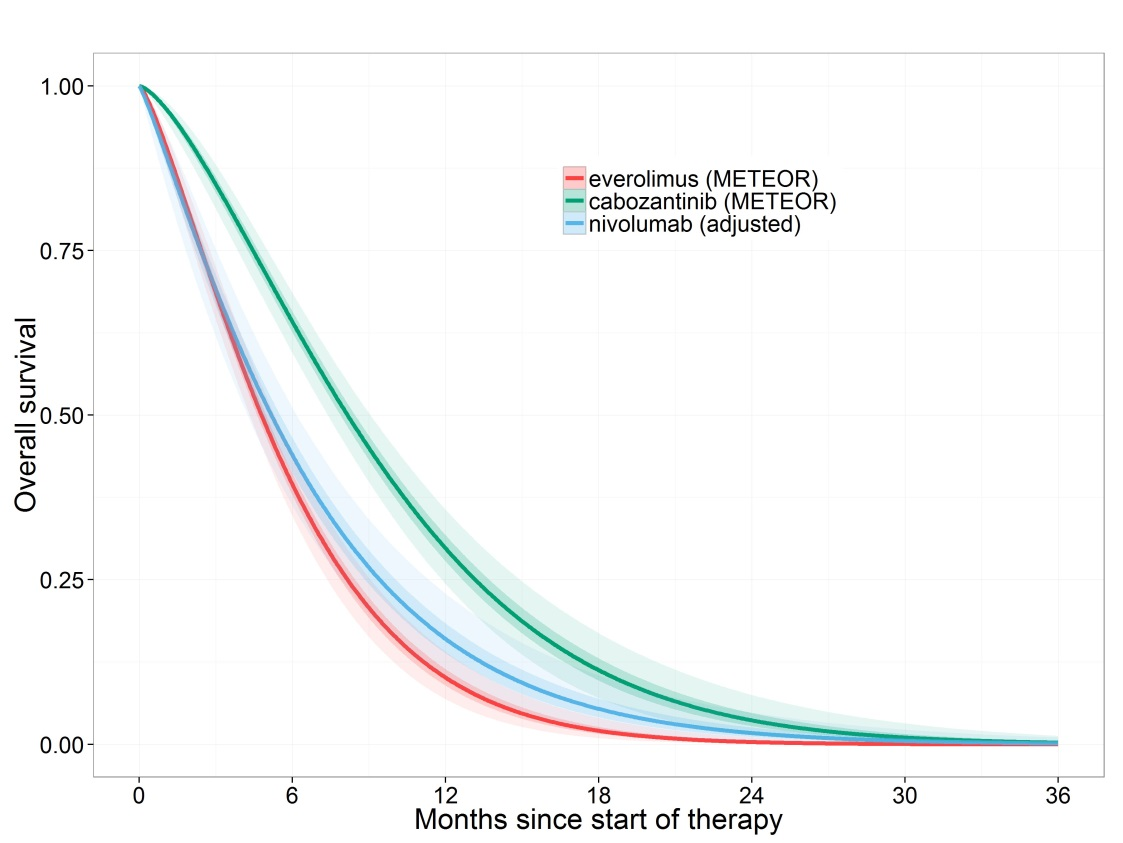 everolimus (METEOR)
cabozantinib (METEOR)
nivolumab (adjusted)
Overall survival
1.00
0.75
0.50
0.25
0.00
0 6 12 18 24 30 36
Months since start of therapy